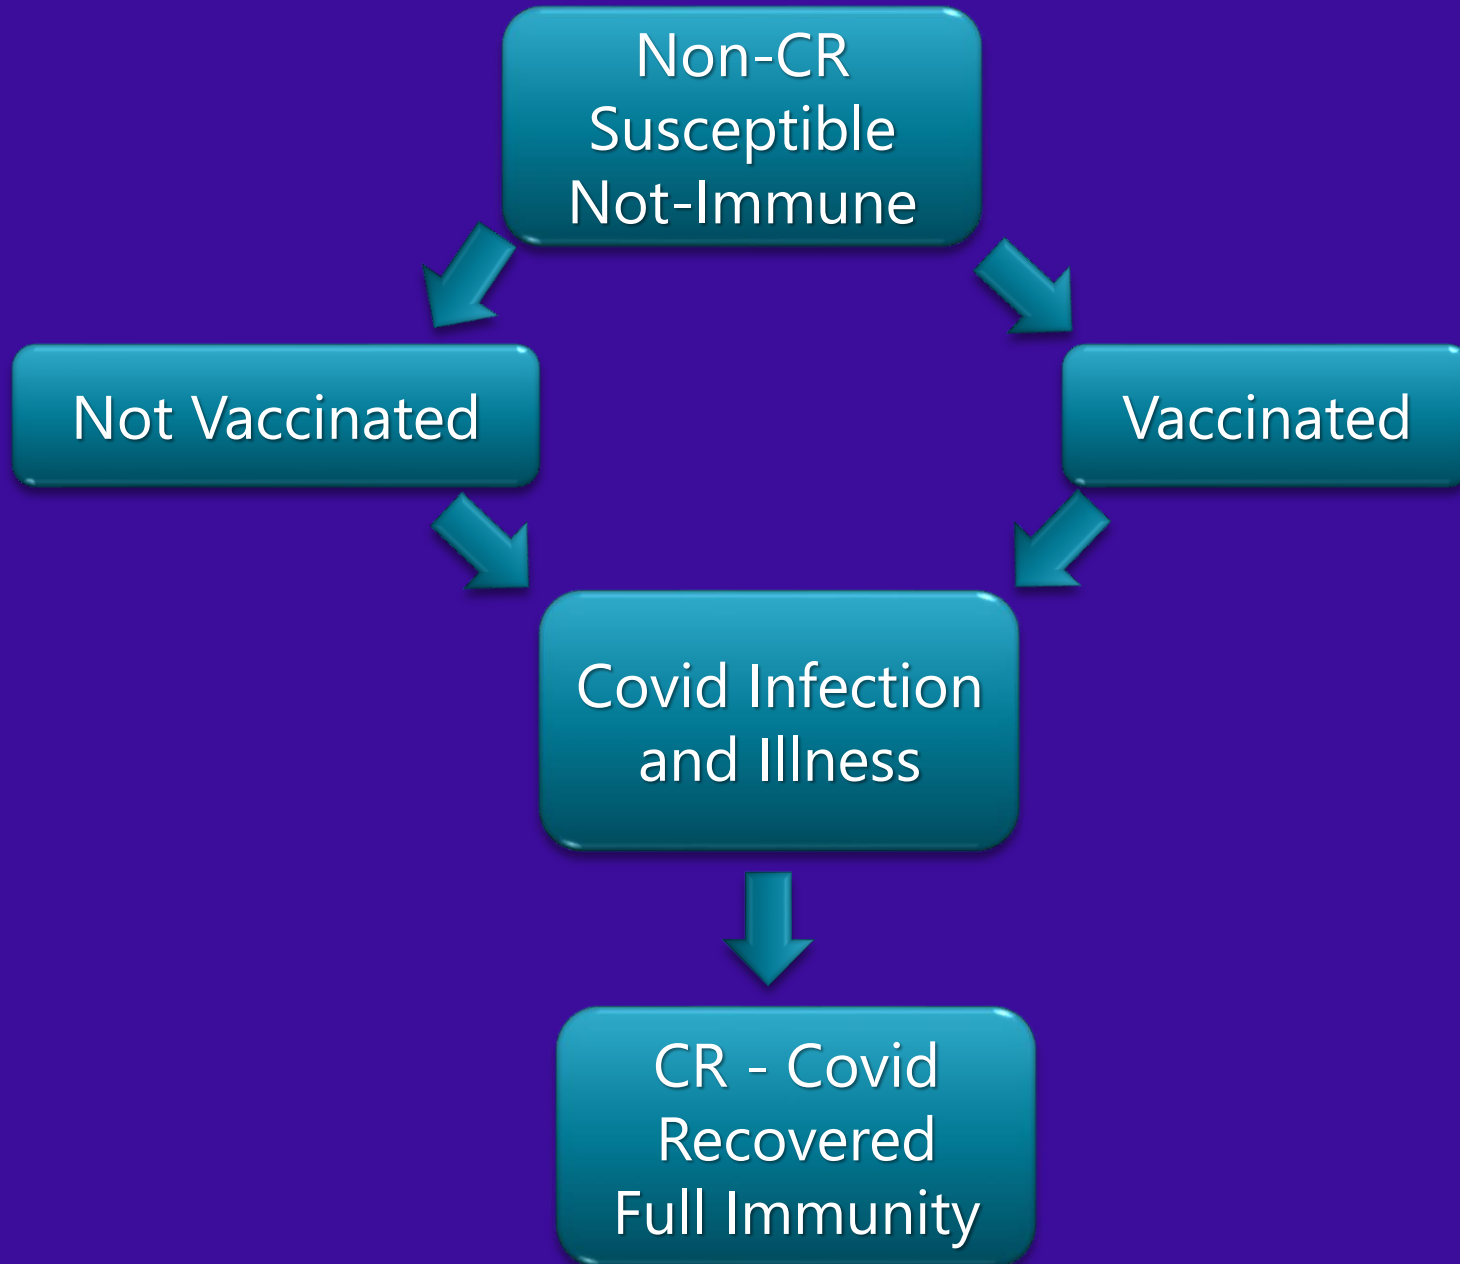 Non-CR
Susceptible
Not-Immune
Not Vaccinated
Vaccinated
Covid Infection
and Illness
CR - Covid
Recovered
Full Immunity